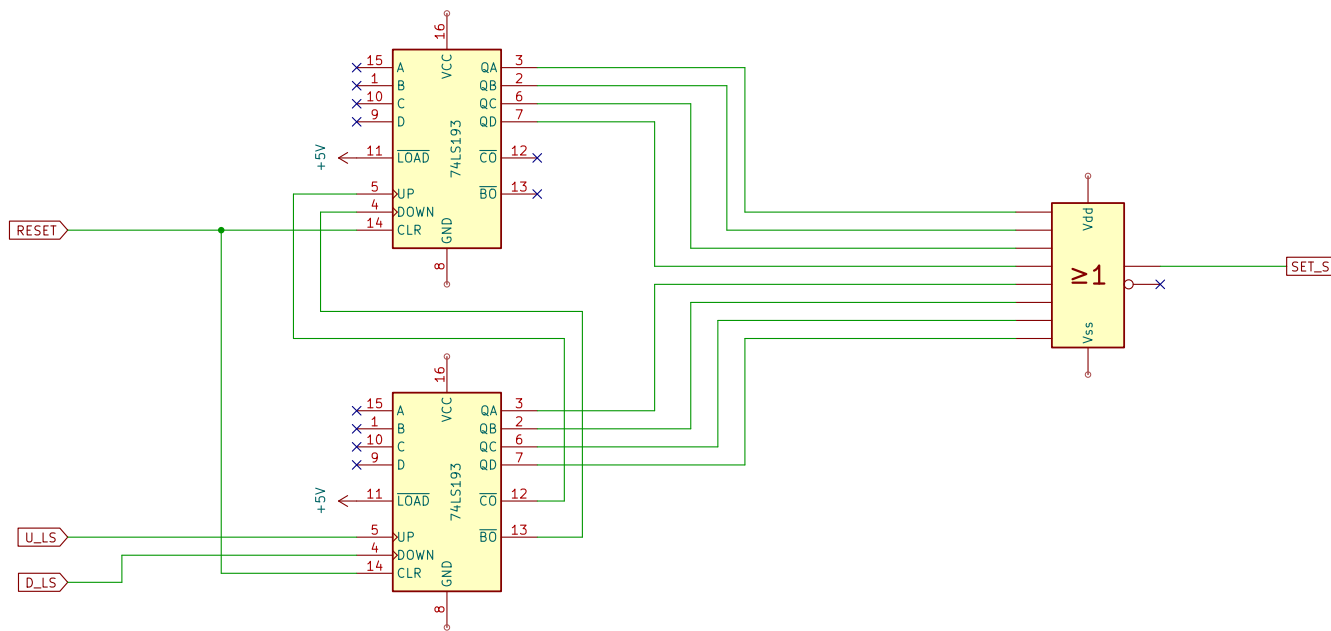 16
VCC
15 A QA 3
1 B QB 2
10 C QC 6
9 D QD 7
74LS193
+5V
11 LOAD CO 12
5 UP BO 13
4 DOWN
14 CLR
GND
8
RESET
Vdd
≥1
Vss
SET_S
16
VCC
15 A QA 3
1 B QB 2
10 C QC 6
9 D QD 7
74LS193
+5V
11 LOAD CO 12
5 UP BO 13
4 DOWN
14 CLR
GND
8
U_LS
D_LS